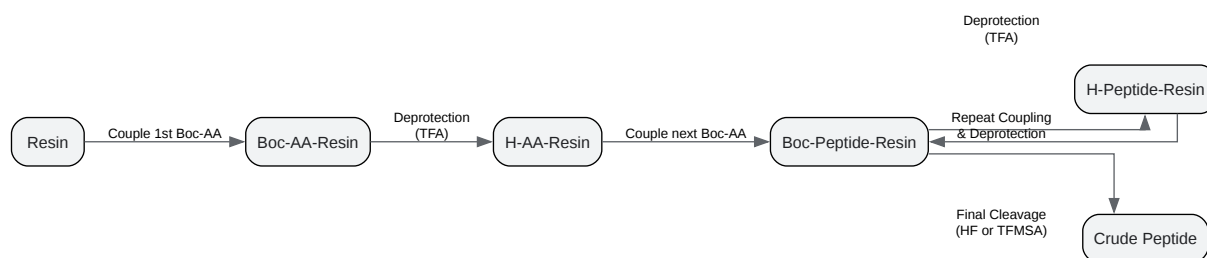 Deprotection
(TFA)
H-Peptide-Resin
Resin
Couple 1st Boc-AA
Boc-AA-Resin
Deprotection
(TFA)
H-AA-Resin
Couple next Boc-AA
Boc-Peptide-Resin
Repeat Coupling
& Deprotection
Final Cleavage
(HF or TFMSA)
Crude Peptide